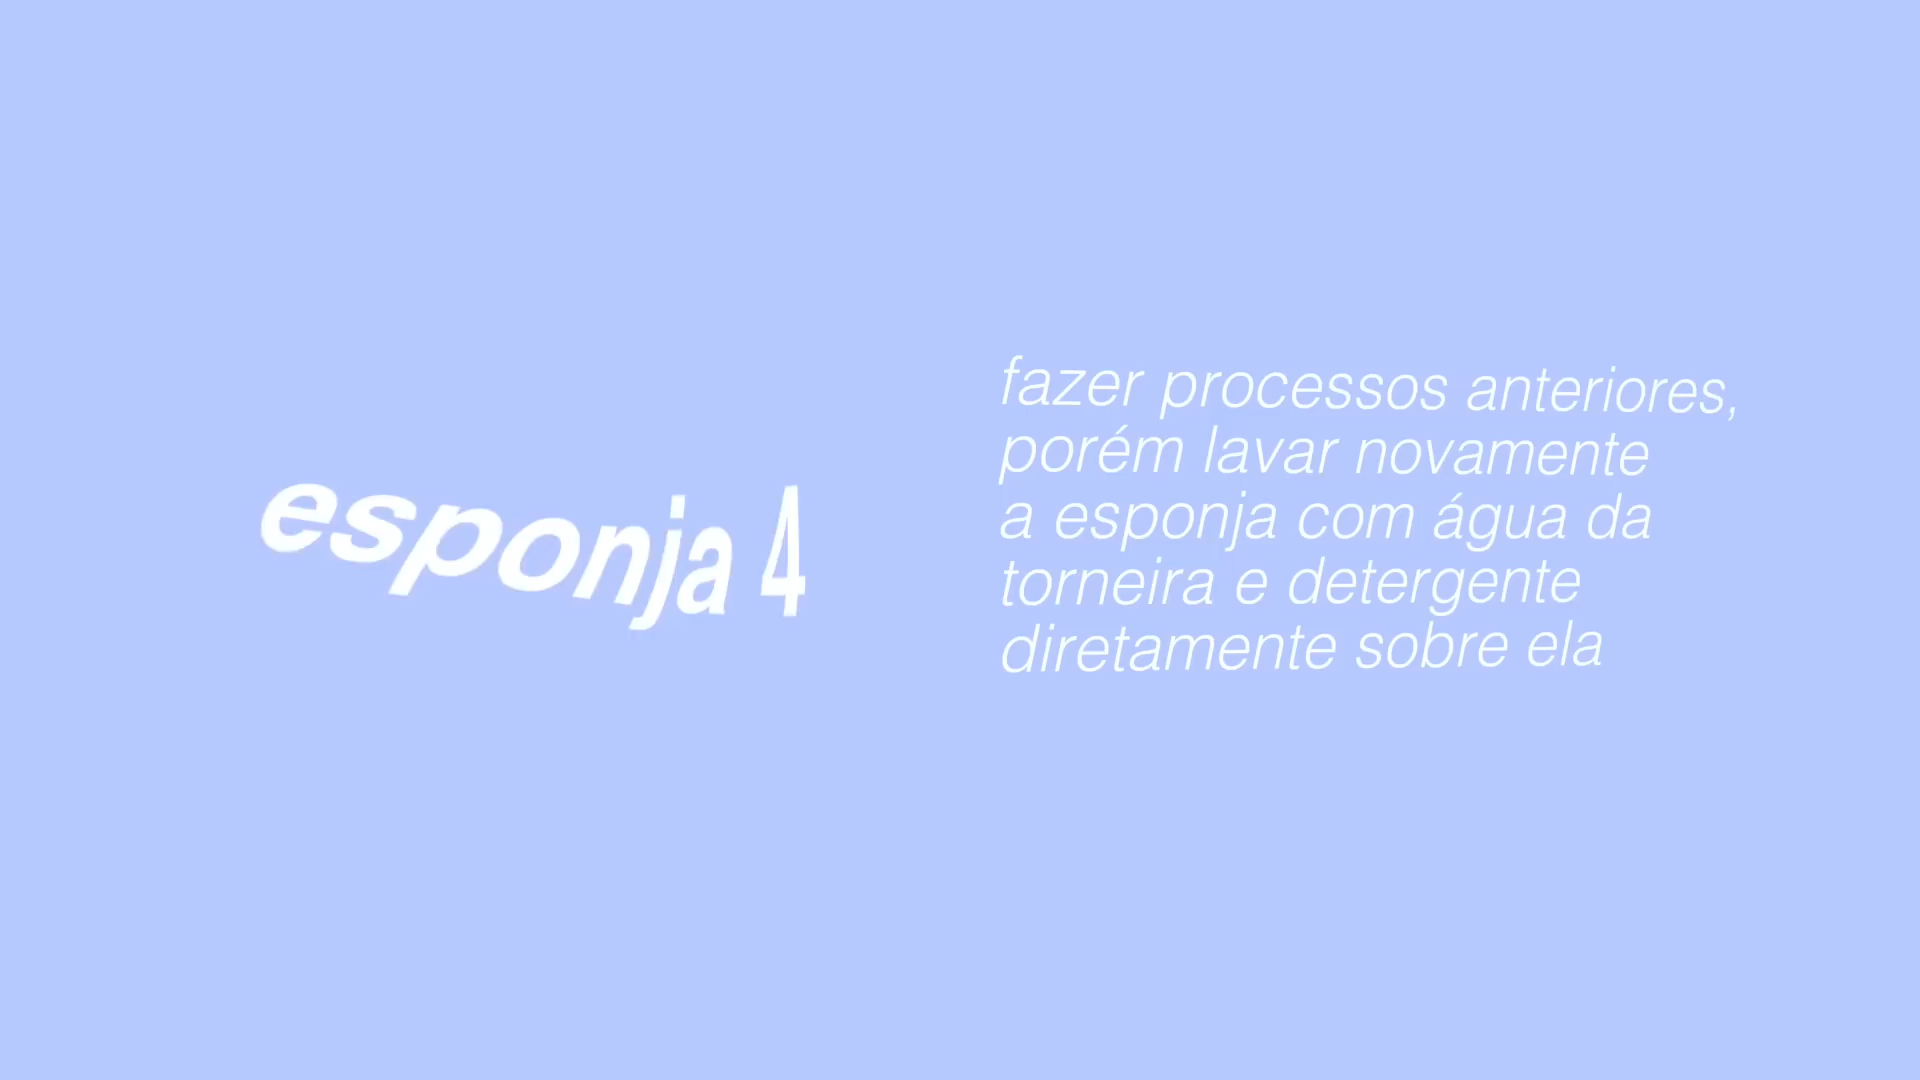 esponja 4
fazer processos anteriores,
porém lavar novamente
a esponja com água da
torneira e detergente
diretamente sobre ela